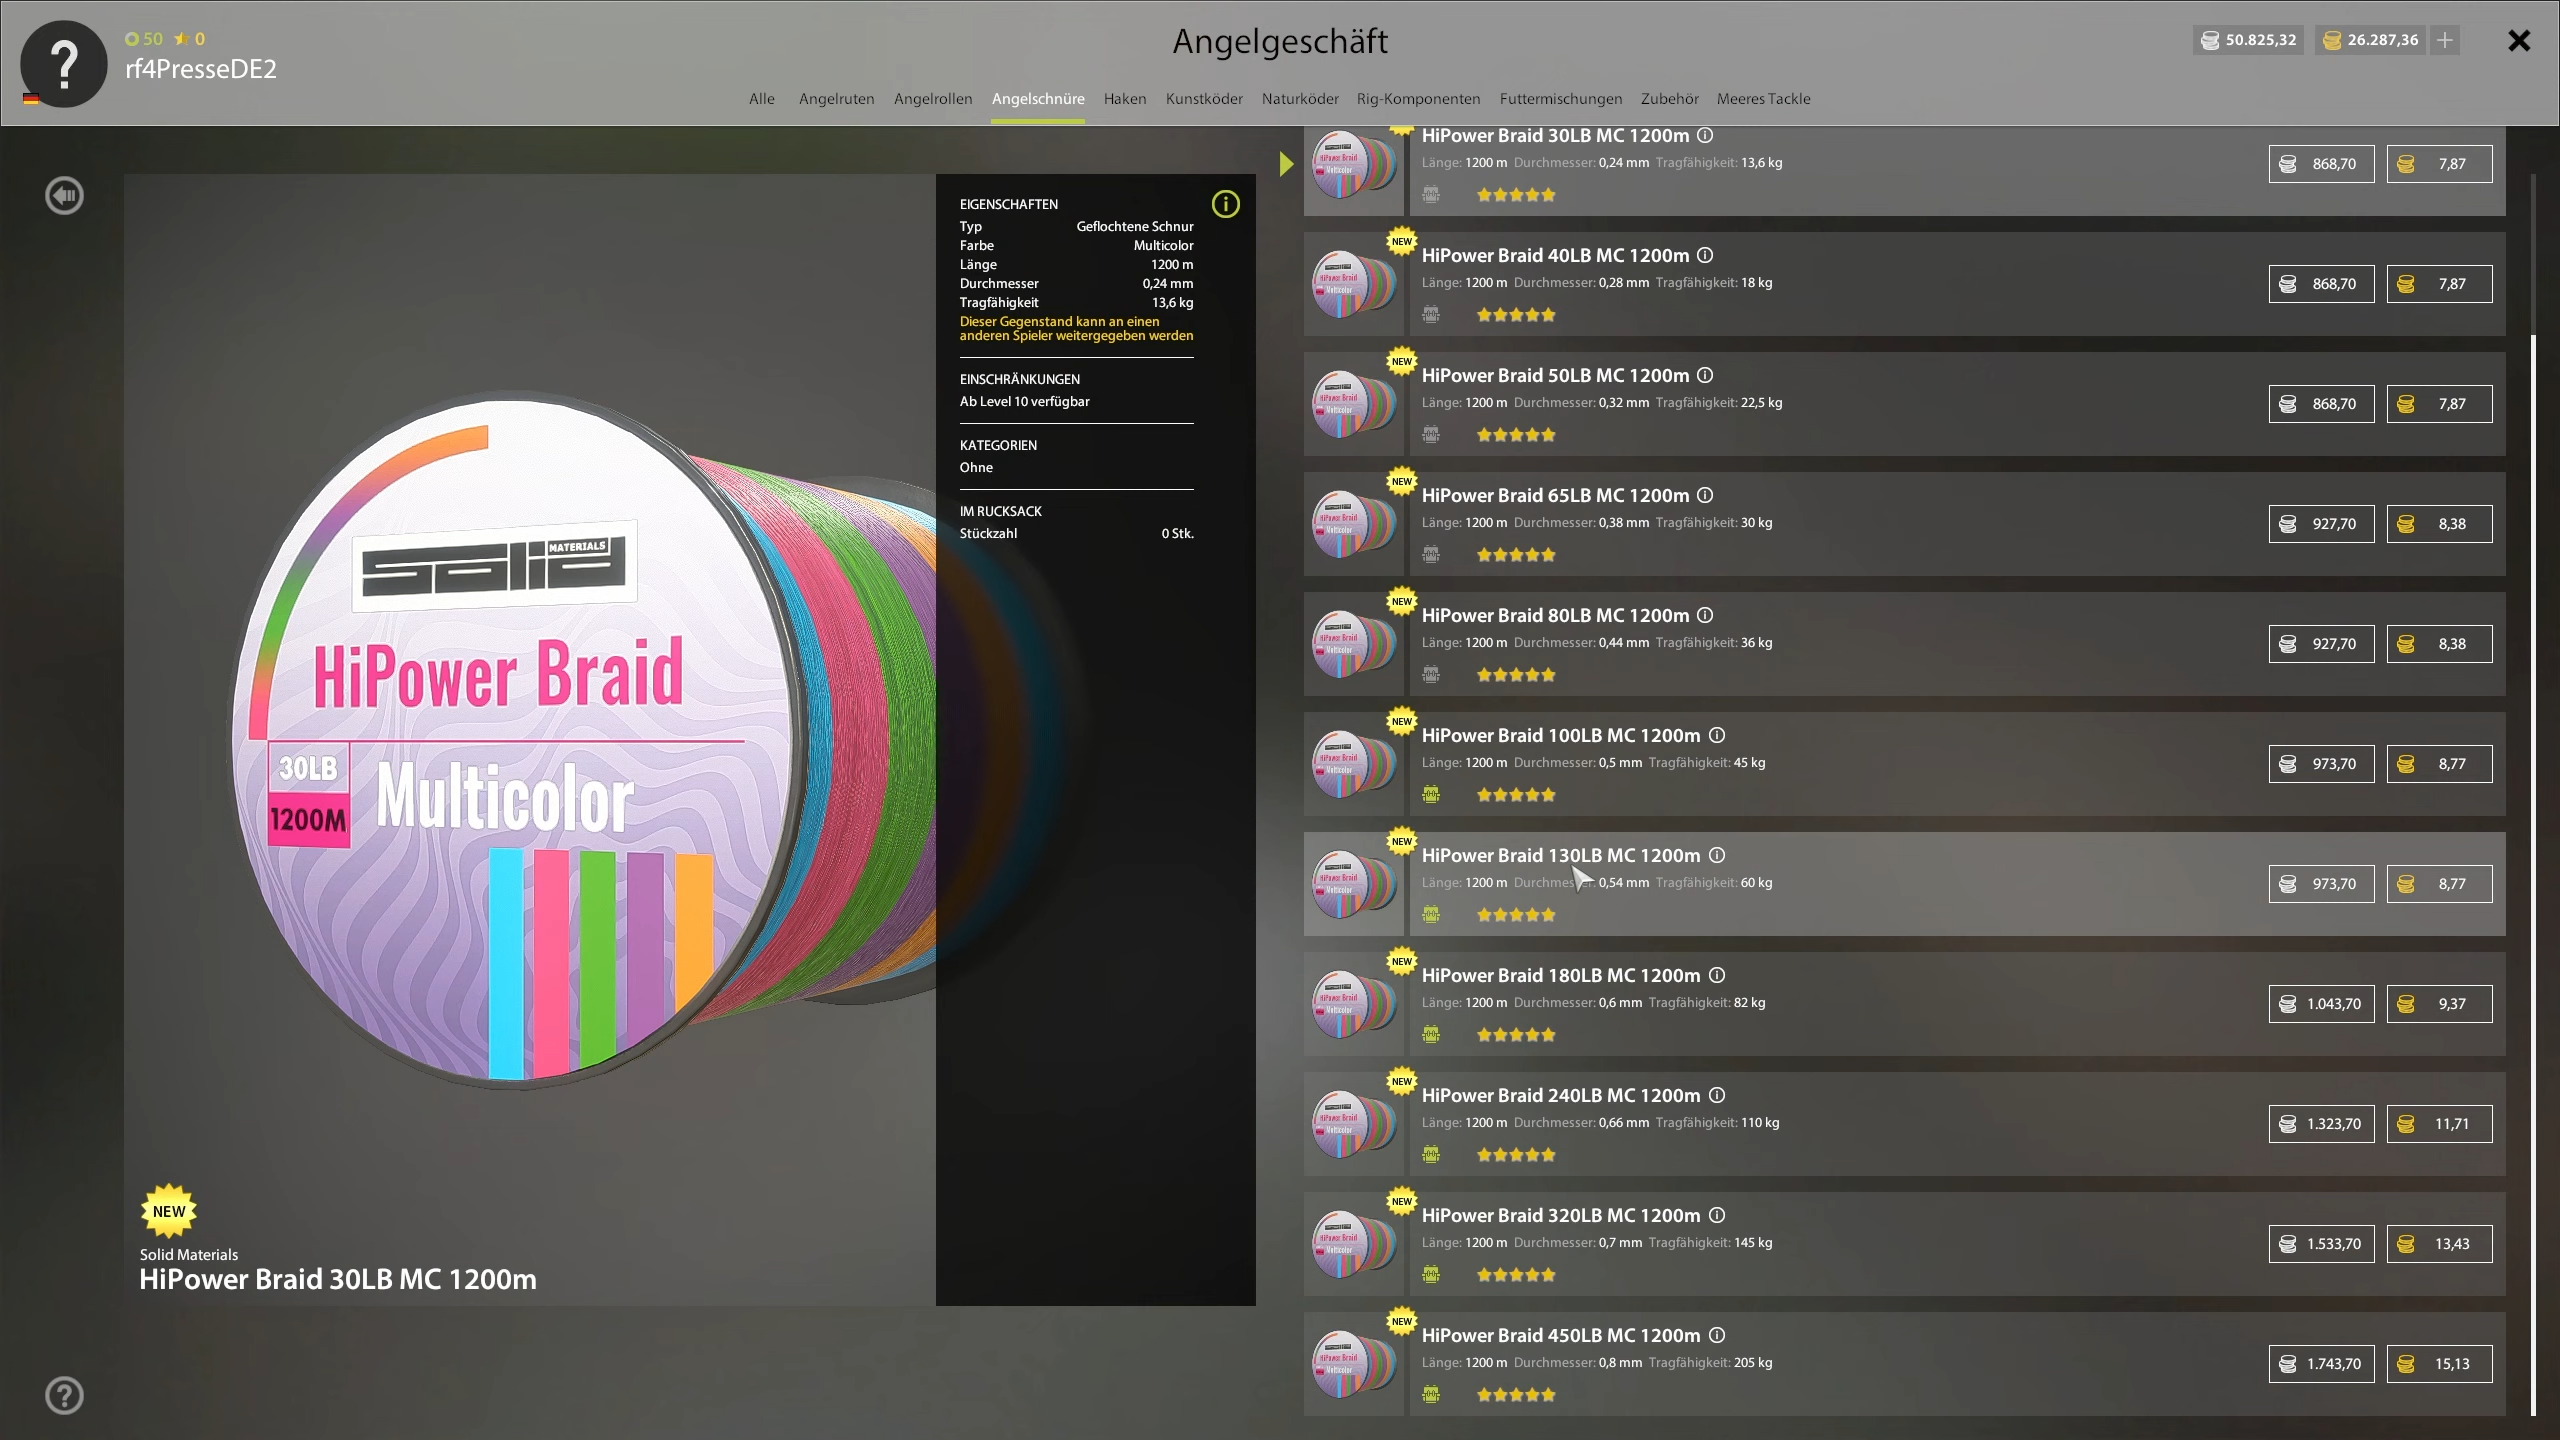 50 0
rf4PresseDE2
Angelgeschäft
50.825,32 26.287,36
Alle Angelruten Angelrollen Angelschnüre Haken Kunstköder Naturköder Rig-Komponenten Futtermischungen Zubehör Meeres Tackle
EIGENSCHAFTEN
Typ Geflochtene Schnur
Farbe Multicolor
Länge 1200 m
Durchmesser 0,24 mm
Tragfähigkeit 13,6 kg
Dieser Gegenstand kann an einen
anderen Spieler weitergegeben werden
EINSCHRÄNKUNGEN
Ab Level 10 verfügbar
KATEGORIEN
Ohne
IM RUCKSACK
Stückzahl 0 Stk.
solid MATERIALS
HiPower Braid
30LB
1200M
Multicolor
NEW
Solid Materials
HiPower Braid 30LB MC 1200m
HiPower Braid 30LB MC 1200m
Länge: 1200 m Durchmesser: 0,24 mm Tragfähigkeit: 13,6 kg
868,70 7,87
NEW
HiPower Braid 40LB MC 1200m
Länge: 1200 m Durchmesser: 0,28 mm Tragfähigkeit: 18 kg
868,70 7,87
NEW
HiPower Braid 50LB MC 1200m
Länge: 1200 m Durchmesser: 0,32 mm Tragfähigkeit: 22,5 kg
868,70 7,87
NEW
HiPower Braid 65LB MC 1200m
Länge: 1200 m Durchmesser: 0,38 mm Tragfähigkeit: 30 kg
927,70 8,38
NEW
HiPower Braid 80LB MC 1200m
Länge: 1200 m Durchmesser: 0,44 mm Tragfähigkeit: 36 kg
927,70 8,38
NEW
HiPower Braid 100LB MC 1200m
Länge: 1200 m Durchmesser: 0,5 mm Tragfähigkeit: 45 kg
973,70 8,77
NEW
HiPower Braid 130LB MC 1200m
Länge: 1200 m Durchmesser: 0,54 mm Tragfähigkeit: 60 kg
973,70 8,77
NEW
HiPower Braid 180LB MC 1200m
Länge: 1200 m Durchmesser: 0,6 mm Tragfähigkeit: 82 kg
1.043,70 9,37
NEW
HiPower Braid 240LB MC 1200m
Länge: 1200 m Durchmesser: 0,66 mm Tragfähigkeit: 110 kg
1.323,70 11,71
NEW
HiPower Braid 320LB MC 1200m
Länge: 1200 m Durchmesser: 0,7 mm Tragfähigkeit: 145 kg
1.533,70 13,43
NEW
HiPower Braid 450LB MC 1200m
Länge: 1200 m Durchmesser: 0,8 mm Tragfähigkeit: 205 kg
1.743,70 15,13